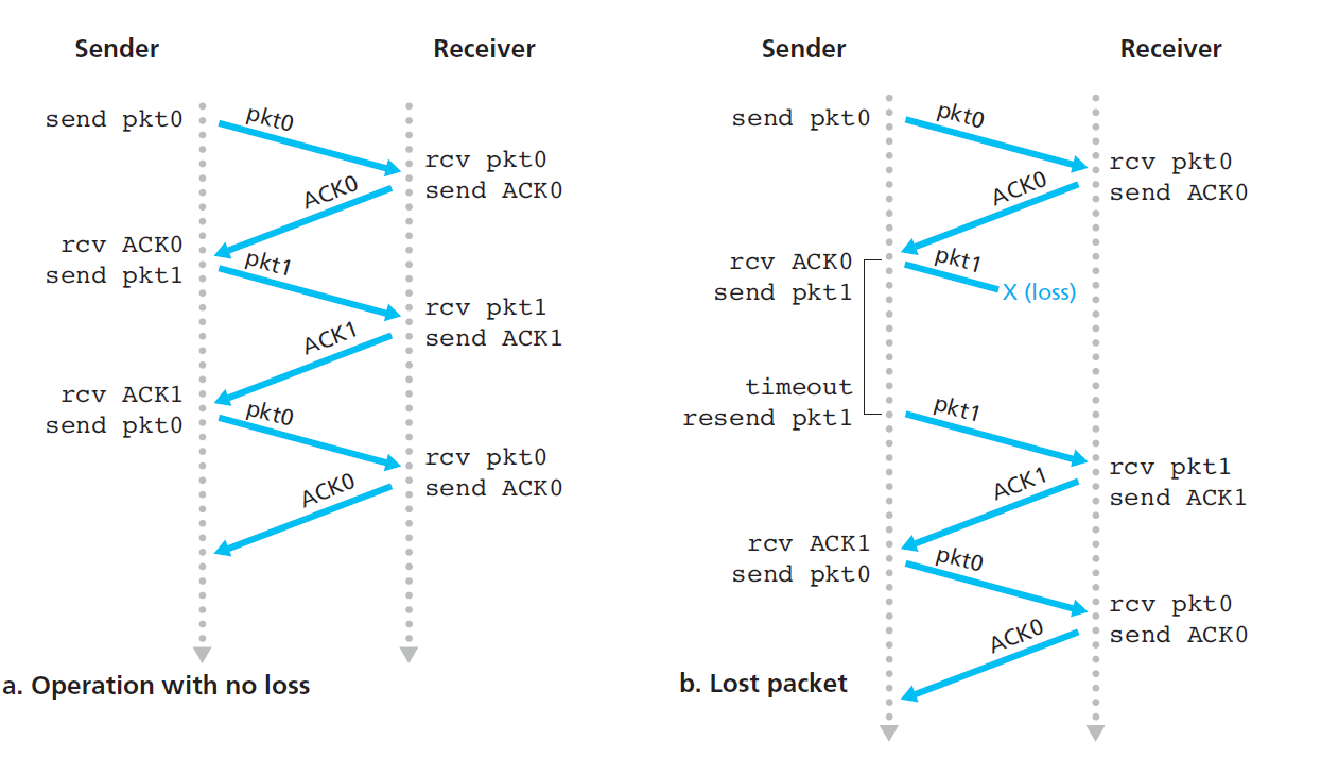 Sender
Receiver
send pkt0
pkt0
rcv pkt0
send ACK0
ACK0
rcv ACK0
send pkt1
pkt1
rcv pkt1
send ACK1
ACK1
rcv ACK1
send pkt0
pkt0
rcv pkt0
send ACK0
ACK0
a. Operation with no loss
Sender
Receiver
send pkt0
pkt0
rcv pkt0
send ACK0
ACK0
rcv ACK0
send pkt1
pkt1
X (loss)
timeout
resend pkt1
pkt1
rcv pkt1
send ACK1
ACK1
rcv ACK1
send pkt0
pkt0
rcv pkt0
send ACK0
ACK0
b. Lost packet